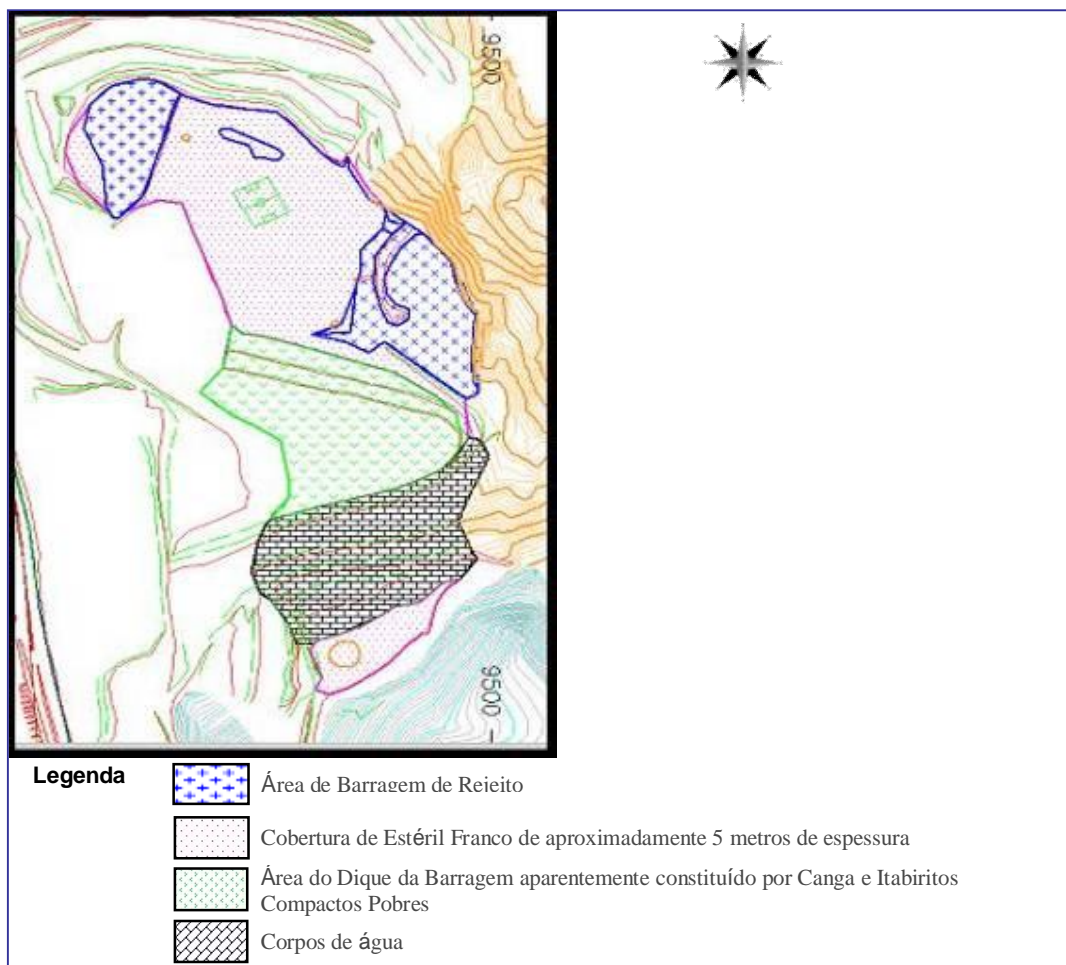 9500
9500
Legenda
Área de Barragem de Rejeito
Cobertura de Estéril Franco de aproximadamente 5 metros de espessura
Área do Dique da Barragem aparentemente constituído por Canga e Itabiritos
Compactos Pobres
Corpos de água